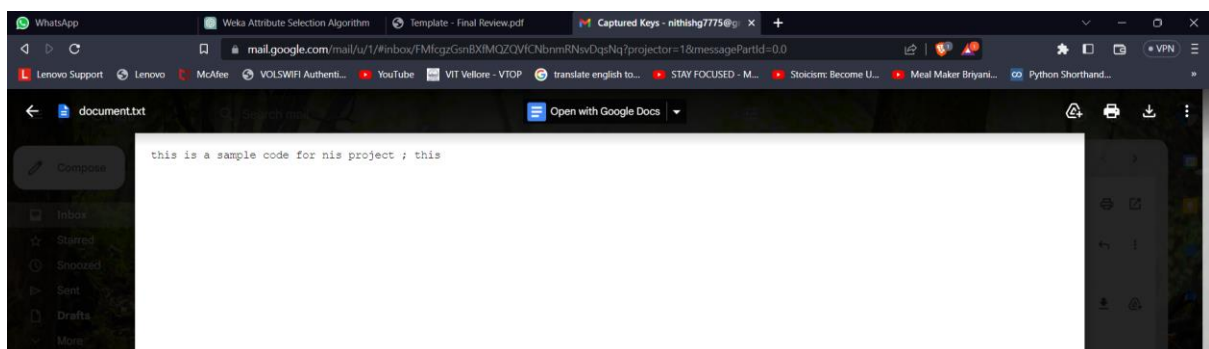 WhatsApp
Weka Attribute Selection Algorithm
Template - Final Review.pdf
Captured Keys - nithishg7775@g
mail.google.com/mail/u/1/#inbox/FMfcgzGsnBXfMQZQVfCNbnmRNsvDqsNq?projector=1&messagePartId=0.0
VPN
Lenovo Support
Lenovo
McAfee
VOLSWIFI Authenti...
YouTube
VIT Vellore - VTOP
translate english to...
STAY FOCUSED - M...
Stoicism: Become U...
Meal Maker Briyani...
Python Shorthand...
document.txt
Search mail
Open with Google Docs
this is a sample code for nis project ; this
Compose
Inbox
Starred
Snoozed
Sent
Drafts
More